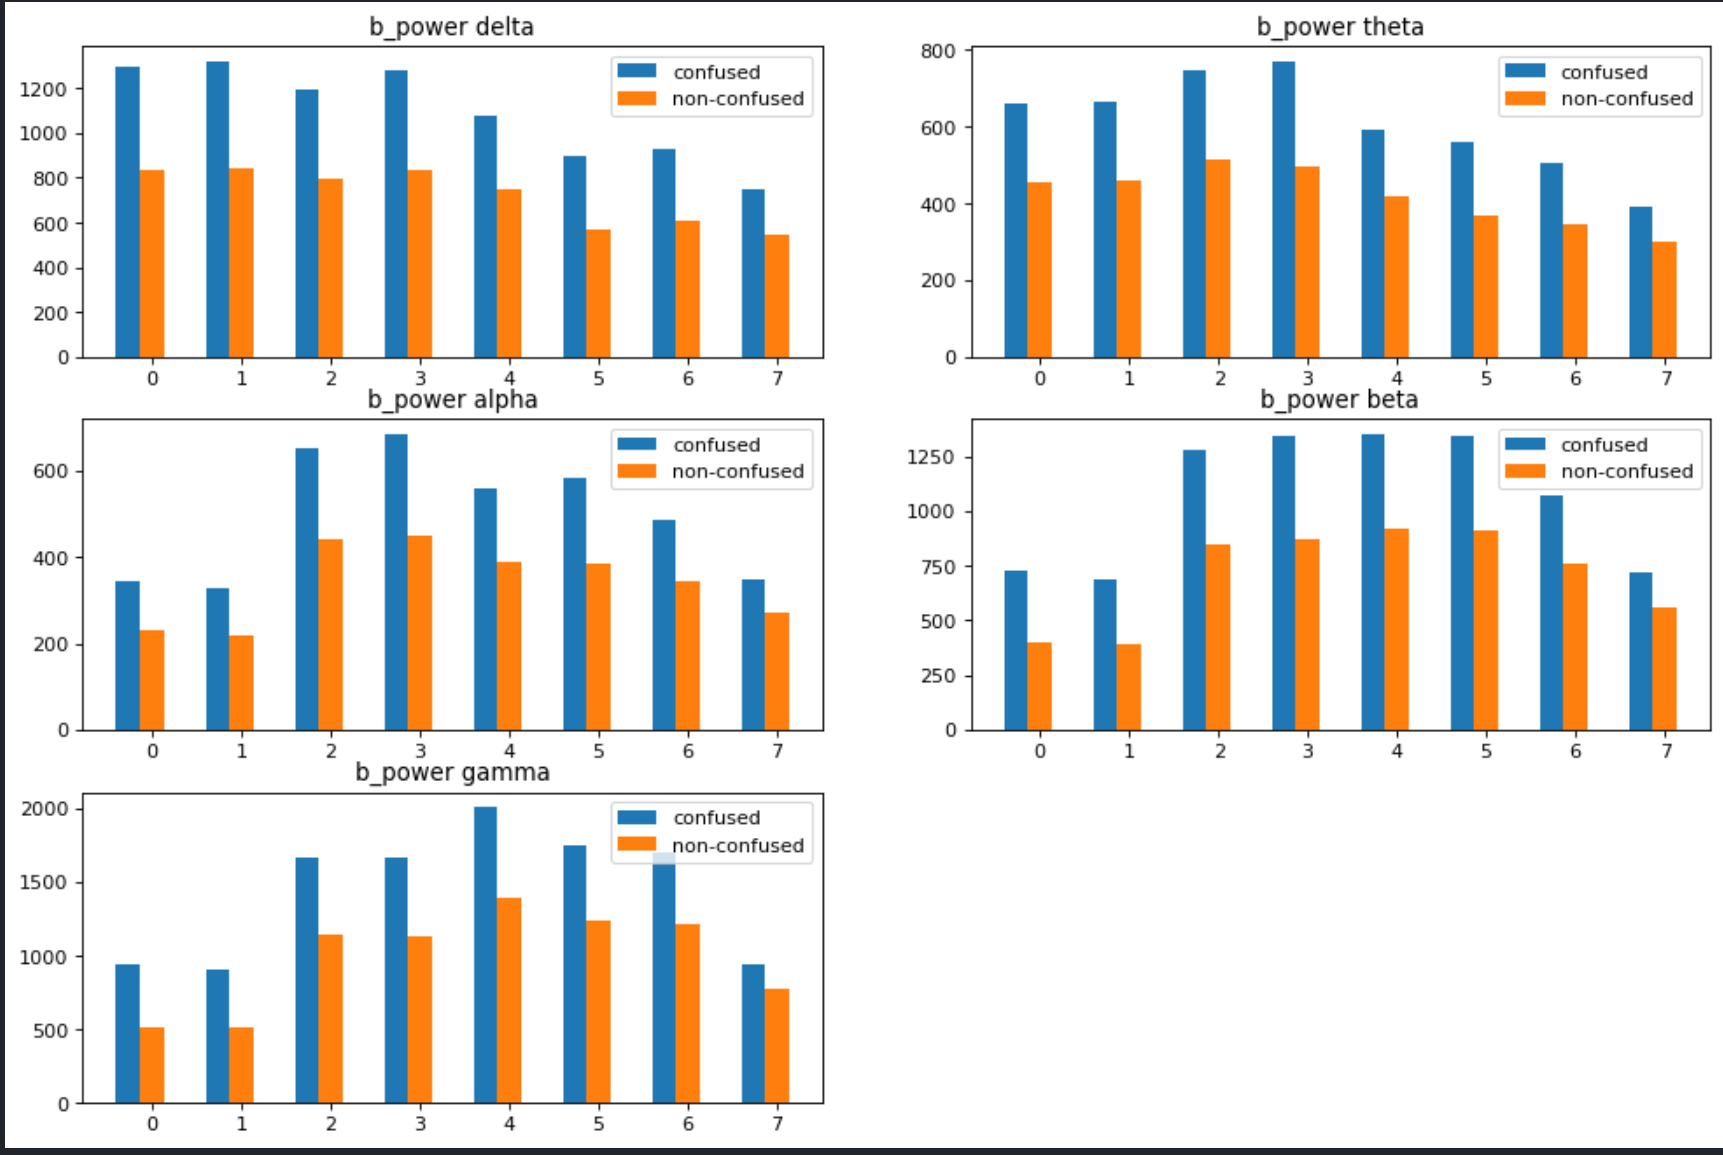 b_power delta
confused
non-confused
1200
1000
800
600
400
200
0
0 1 2 3 4 5 6 7
b_power theta
confused
non-confused
800
600
400
200
0
0 1 2 3 4 5 6 7
b_power alpha
confused
non-confused
600
400
200
0
0 1 2 3 4 5 6 7
b_power beta
confused
non-confused
1250
1000
750
500
250
0
0 1 2 3 4 5 6 7
b_power gamma
confused
non-confused
2000
1500
1000
500
0
0 1 2 3 4 5 6 7